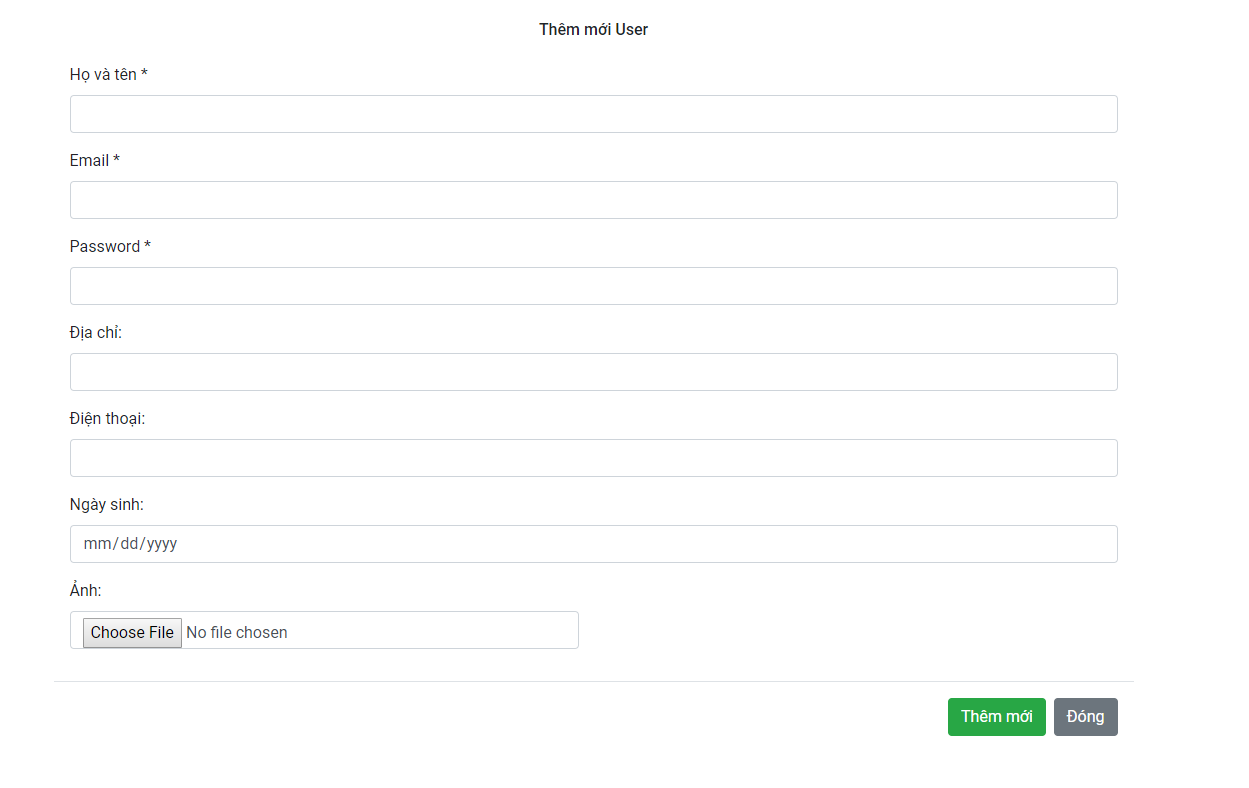 Thêm mới User
Họ và tên *
Email *
Password *
Địa chỉ:
Điện thoại:
Ngày sinh:
mm/dd/yyyy
Ảnh:
Choose File No file chosen
Thêm mới Đóng